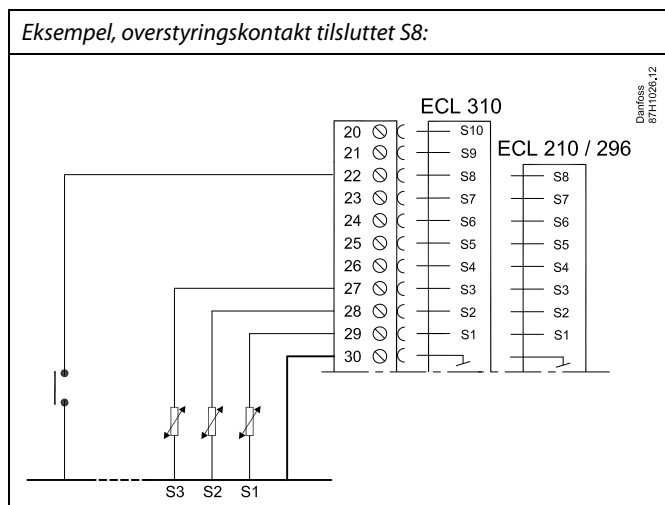 Eksempel, overstyringskontakt tilsluttet S8:
Danfoss
87H1026.12
ECL 310
ECL 210 / 296
20 S10
21 S9
22 S8 S8
23 S7 S7
24 S6 S6
25 S5 S5
26 S4 S4
27 S3 S3
28 S2 S2
29 S1 S1
30
S3 S2 S1